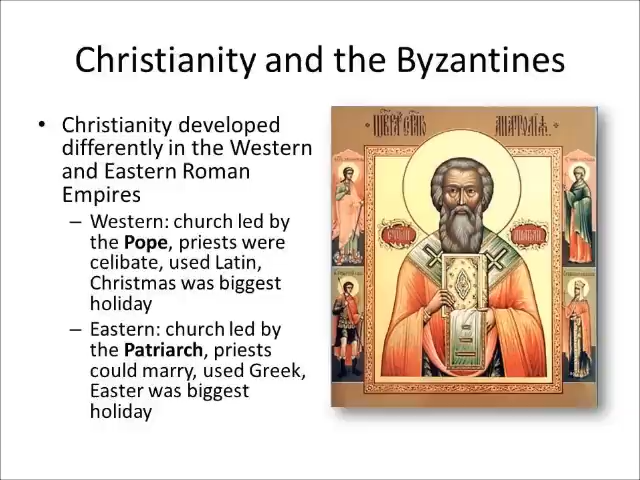 Christianity and the Byzantines
• Christianity developed
differently in the Western
and Eastern Roman
Empires
– Western: church led by
the Pope, priests were
celibate, used Latin,
Christmas was biggest
holiday
– Eastern: church led by
the Patriarch, priests
could marry, used Greek,
Easter was biggest
holiday